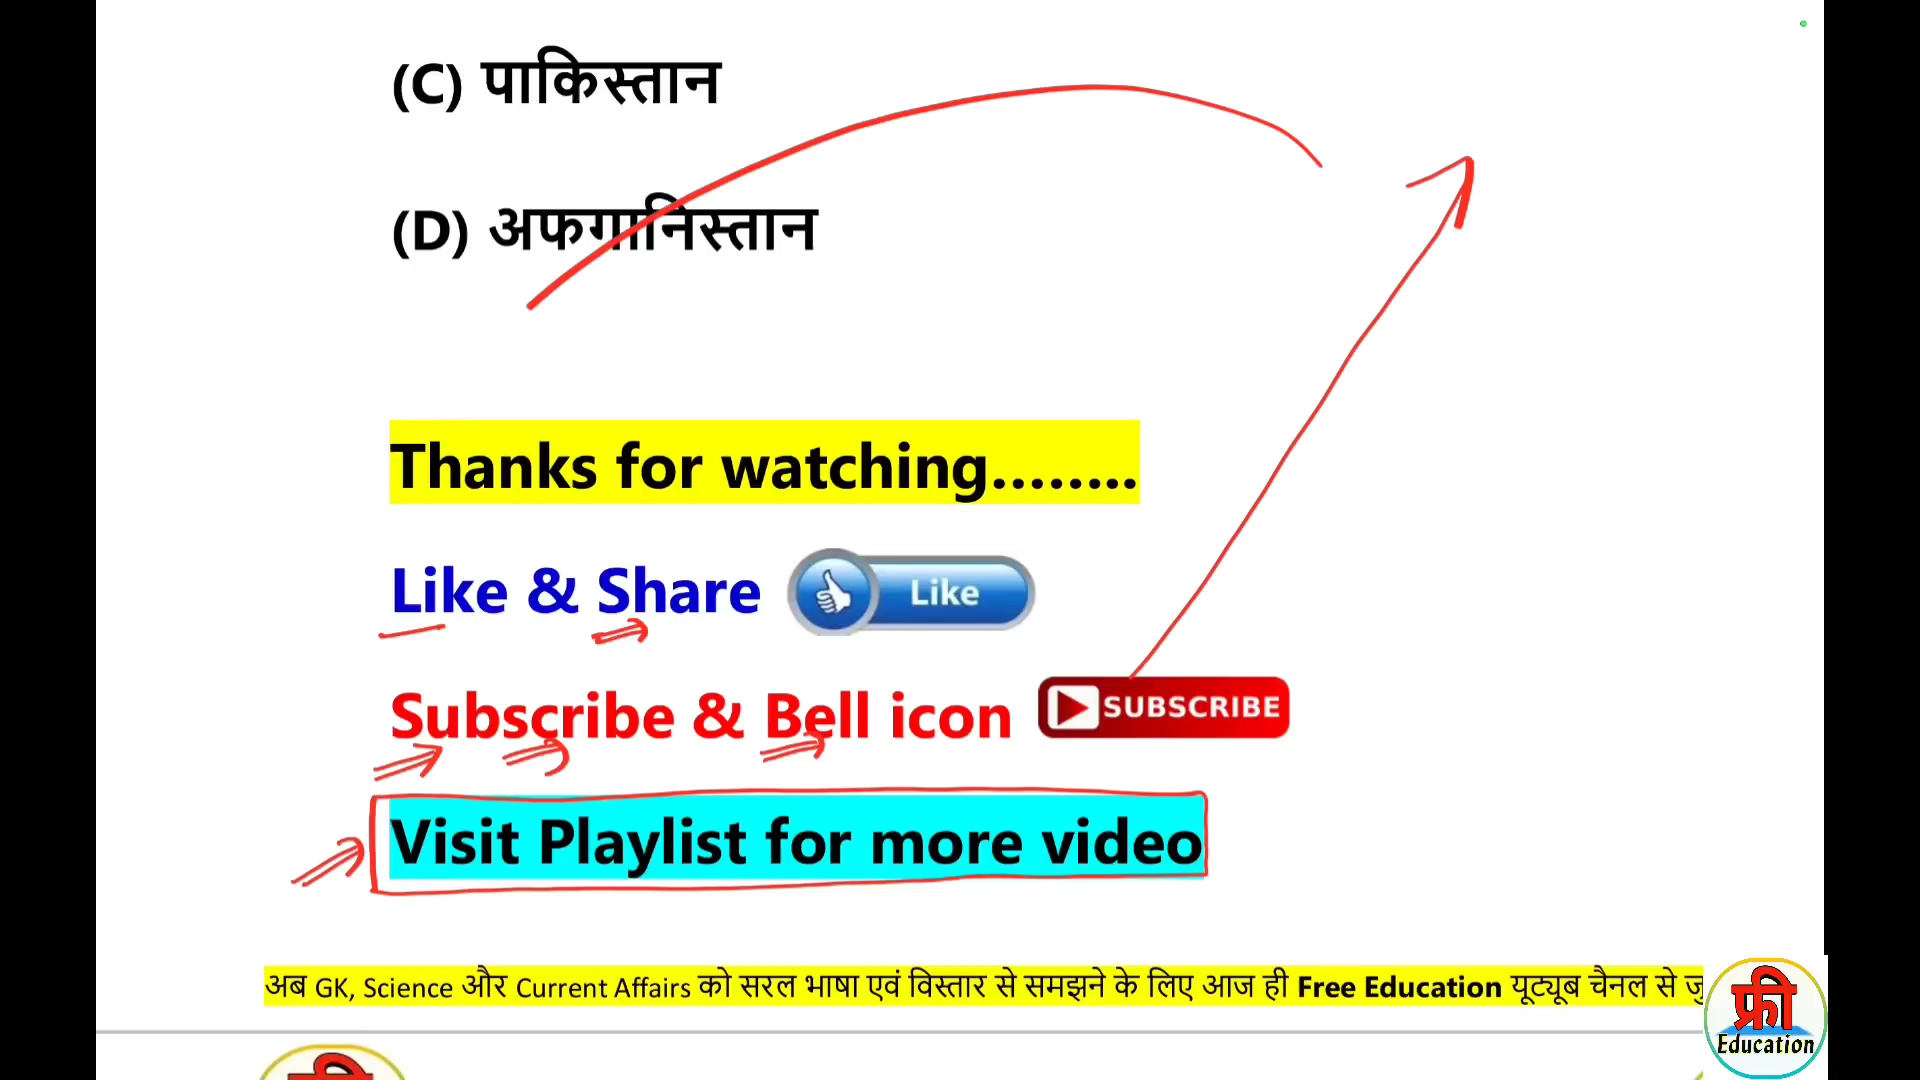 (C) पाकिस्तान
(D) अफगानिस्तान
Thanks for watching........
Like & Share Like
Subscribe & Bell icon SUBSCRIBE
Visit Playlist for more video
अब GK, Science और Current Affairs को सरल भाषा एवं विस्तार से समझने के लिए आज ही Free Education यूट्यूब चैनल से
फ्री
Education